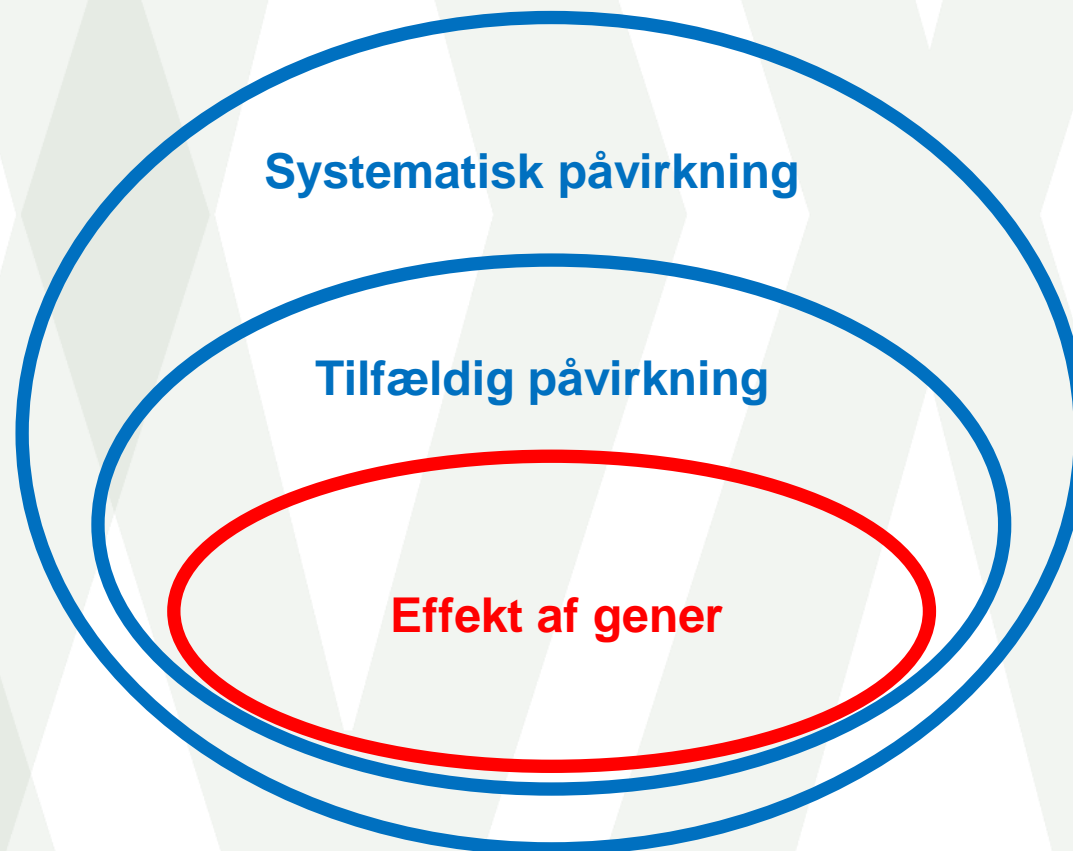 Systematisk påvirkning
Tilfældig påvirkning
Effekt af gener